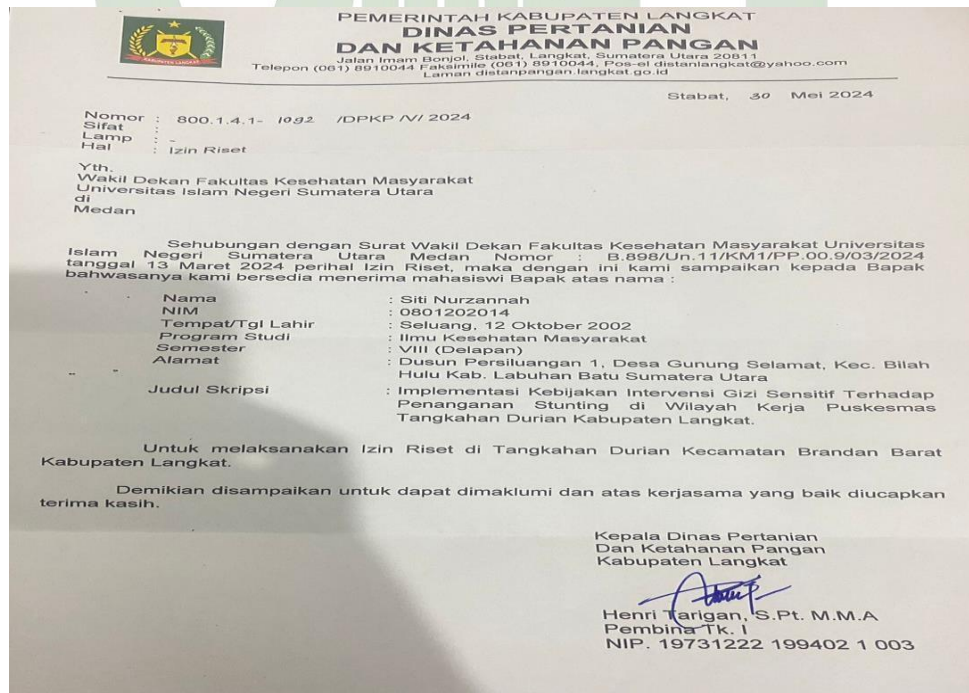 PEMERINTAH KABUPATEN LANGKAT
DINAS PERTANIAN
DAN KETAHANAN PANGAN
Jalan Imam Bonjol, Stabat, Langkat, Sumatera Utara 20811
Telepon (061) 8910044 Faksimile (061) 8910044, Pos-el distanlangkat@yahoo.com
Laman distanpangan.langkat.go.id
KABUPATEN LANGKAT
Stabat, 30 Mei 2024
Nomor : 800.1.4.1- 1092 /DPKP /V/ 2024
Sifat :
Lamp : -
Hal : Izin Riset
Yth.
Wakil Dekan Fakultas Kesehatan Masyarakat
Universitas Islam Negeri Sumatera Utara
di
Medan
Sehubungan dengan Surat Wakil Dekan Fakultas Kesehatan Masyarakat Universitas
Islam Negeri Sumatera Utara Medan Nomor : B.898/Un.11/KM1/PP.00.9/03/2024
tanggal 13 Maret 2024 perihal Izin Riset, maka dengan ini kami sampaikan kepada Bapak
bahwasanya kami bersedia menerima mahasiswi Bapak atas nama :
Nama : Siti Nurzannah
NIM : 0801202014
Tempat/Tgl Lahir : Seluang, 12 Oktober 2002
Program Studi : Ilmu Kesehatan Masyarakat
Semester : VIII (Delapan)
Alamat : Dusun Persiluangan 1, Desa Gunung Selamat, Kec. Bilah
Hulu Kab. Labuhan Batu Sumatera Utara
Judul Skripsi : Implementasi Kebijakan Intervensi Gizi Sensitif Terhadap
Penanganan Stunting di Wilayah Kerja Puskesmas
Tangkahan Durian Kabupaten Langkat.
Untuk melaksanakan Izin Riset di Tangkahan Durian Kecamatan Brandan Barat
Kabupaten Langkat.
Demikian disampaikan untuk dapat dimaklumi dan atas kerjasama yang baik diucapkan
terima kasih.
Kepala Dinas Pertanian
Dan Ketahanan Pangan
Kabupaten Langkat
Henri Tarigan, S.Pt. M.M.A
Pembina Tk. I
NIP. 19731222 199402 1 003